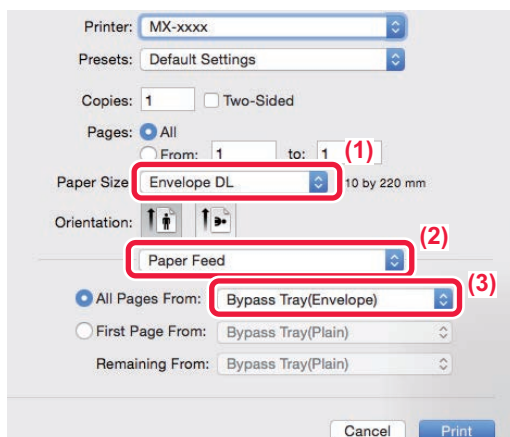 Printer: MX-xxxx
Presets: Default Settings
Copies: 1 Two-Sided
Pages: All
From: 1 to: 1 (1)
Paper Size Envelope DL 10 by 220 mm
Orientation:
(2)
Paper Feed
(3)
All Pages From: Bypass Tray(Envelope)
First Page From: Bypass Tray(Plain)
Remaining From: Bypass Tray(Plain)
Cancel Print